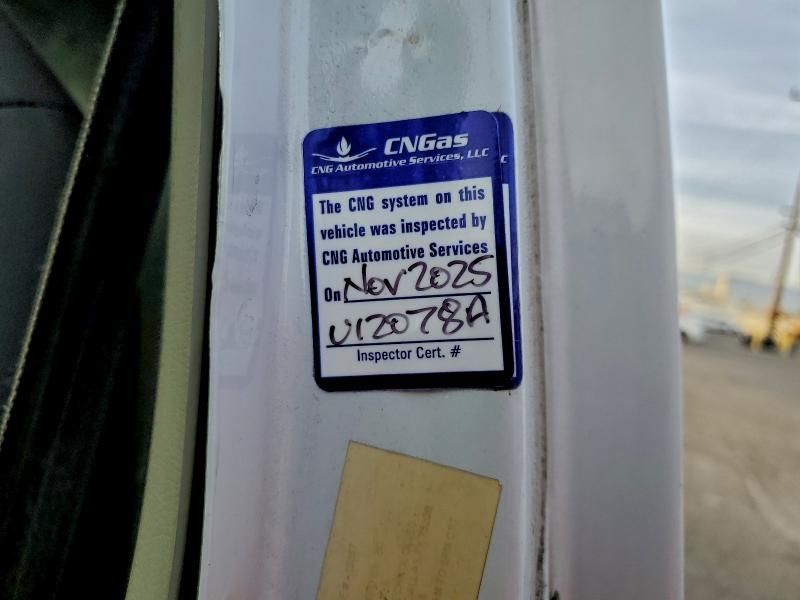 CNGas
CNG Automotive Services, LLC
The CNG system on this
vehicle was inspected by
CNG Automotive Services
On Nov 2025
U12078A
Inspector Cert. #
C